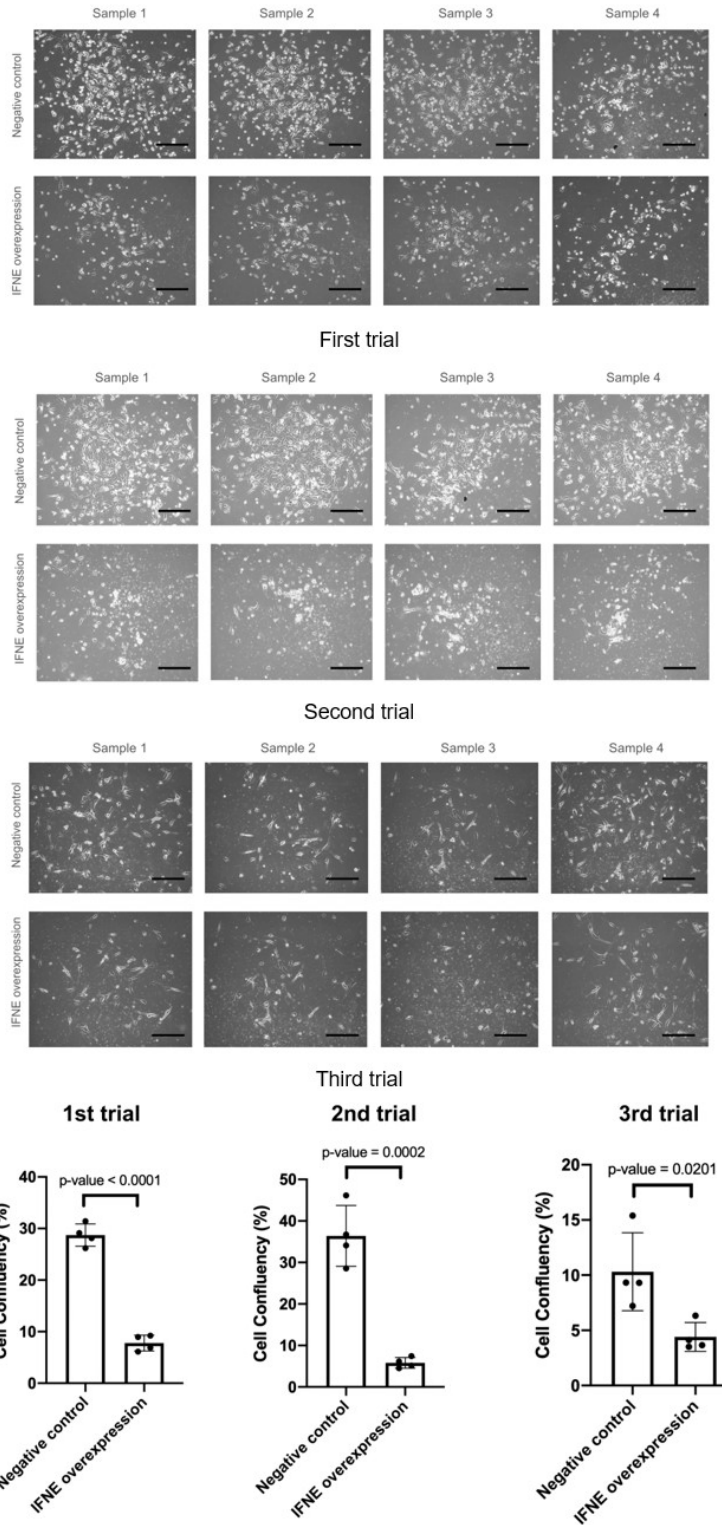 Sample 1 Sample 2 Sample 3 Sample 4
Negative control
IFNE overexpression
First trial
Sample 1 Sample 2 Sample 3 Sample 4
Negative control
IFNE overexpression
Second trial
Sample 1 Sample 2 Sample 3 Sample 4
Negative control
IFNE overexpression
Third trial
1st trial
p-value < 0.0001
Cell Confluency (%)
40
30
20
10
0
Negative control
IFNE overexpression
2nd trial
p-value = 0.0002
Cell Confluency (%)
50
40
30
20
10
0
Negative control
IFNE overexpression
3rd trial
p-value = 0.0201
Cell Confluency (%)
20
15
10
5
0
Negative control
IFNE overexpression